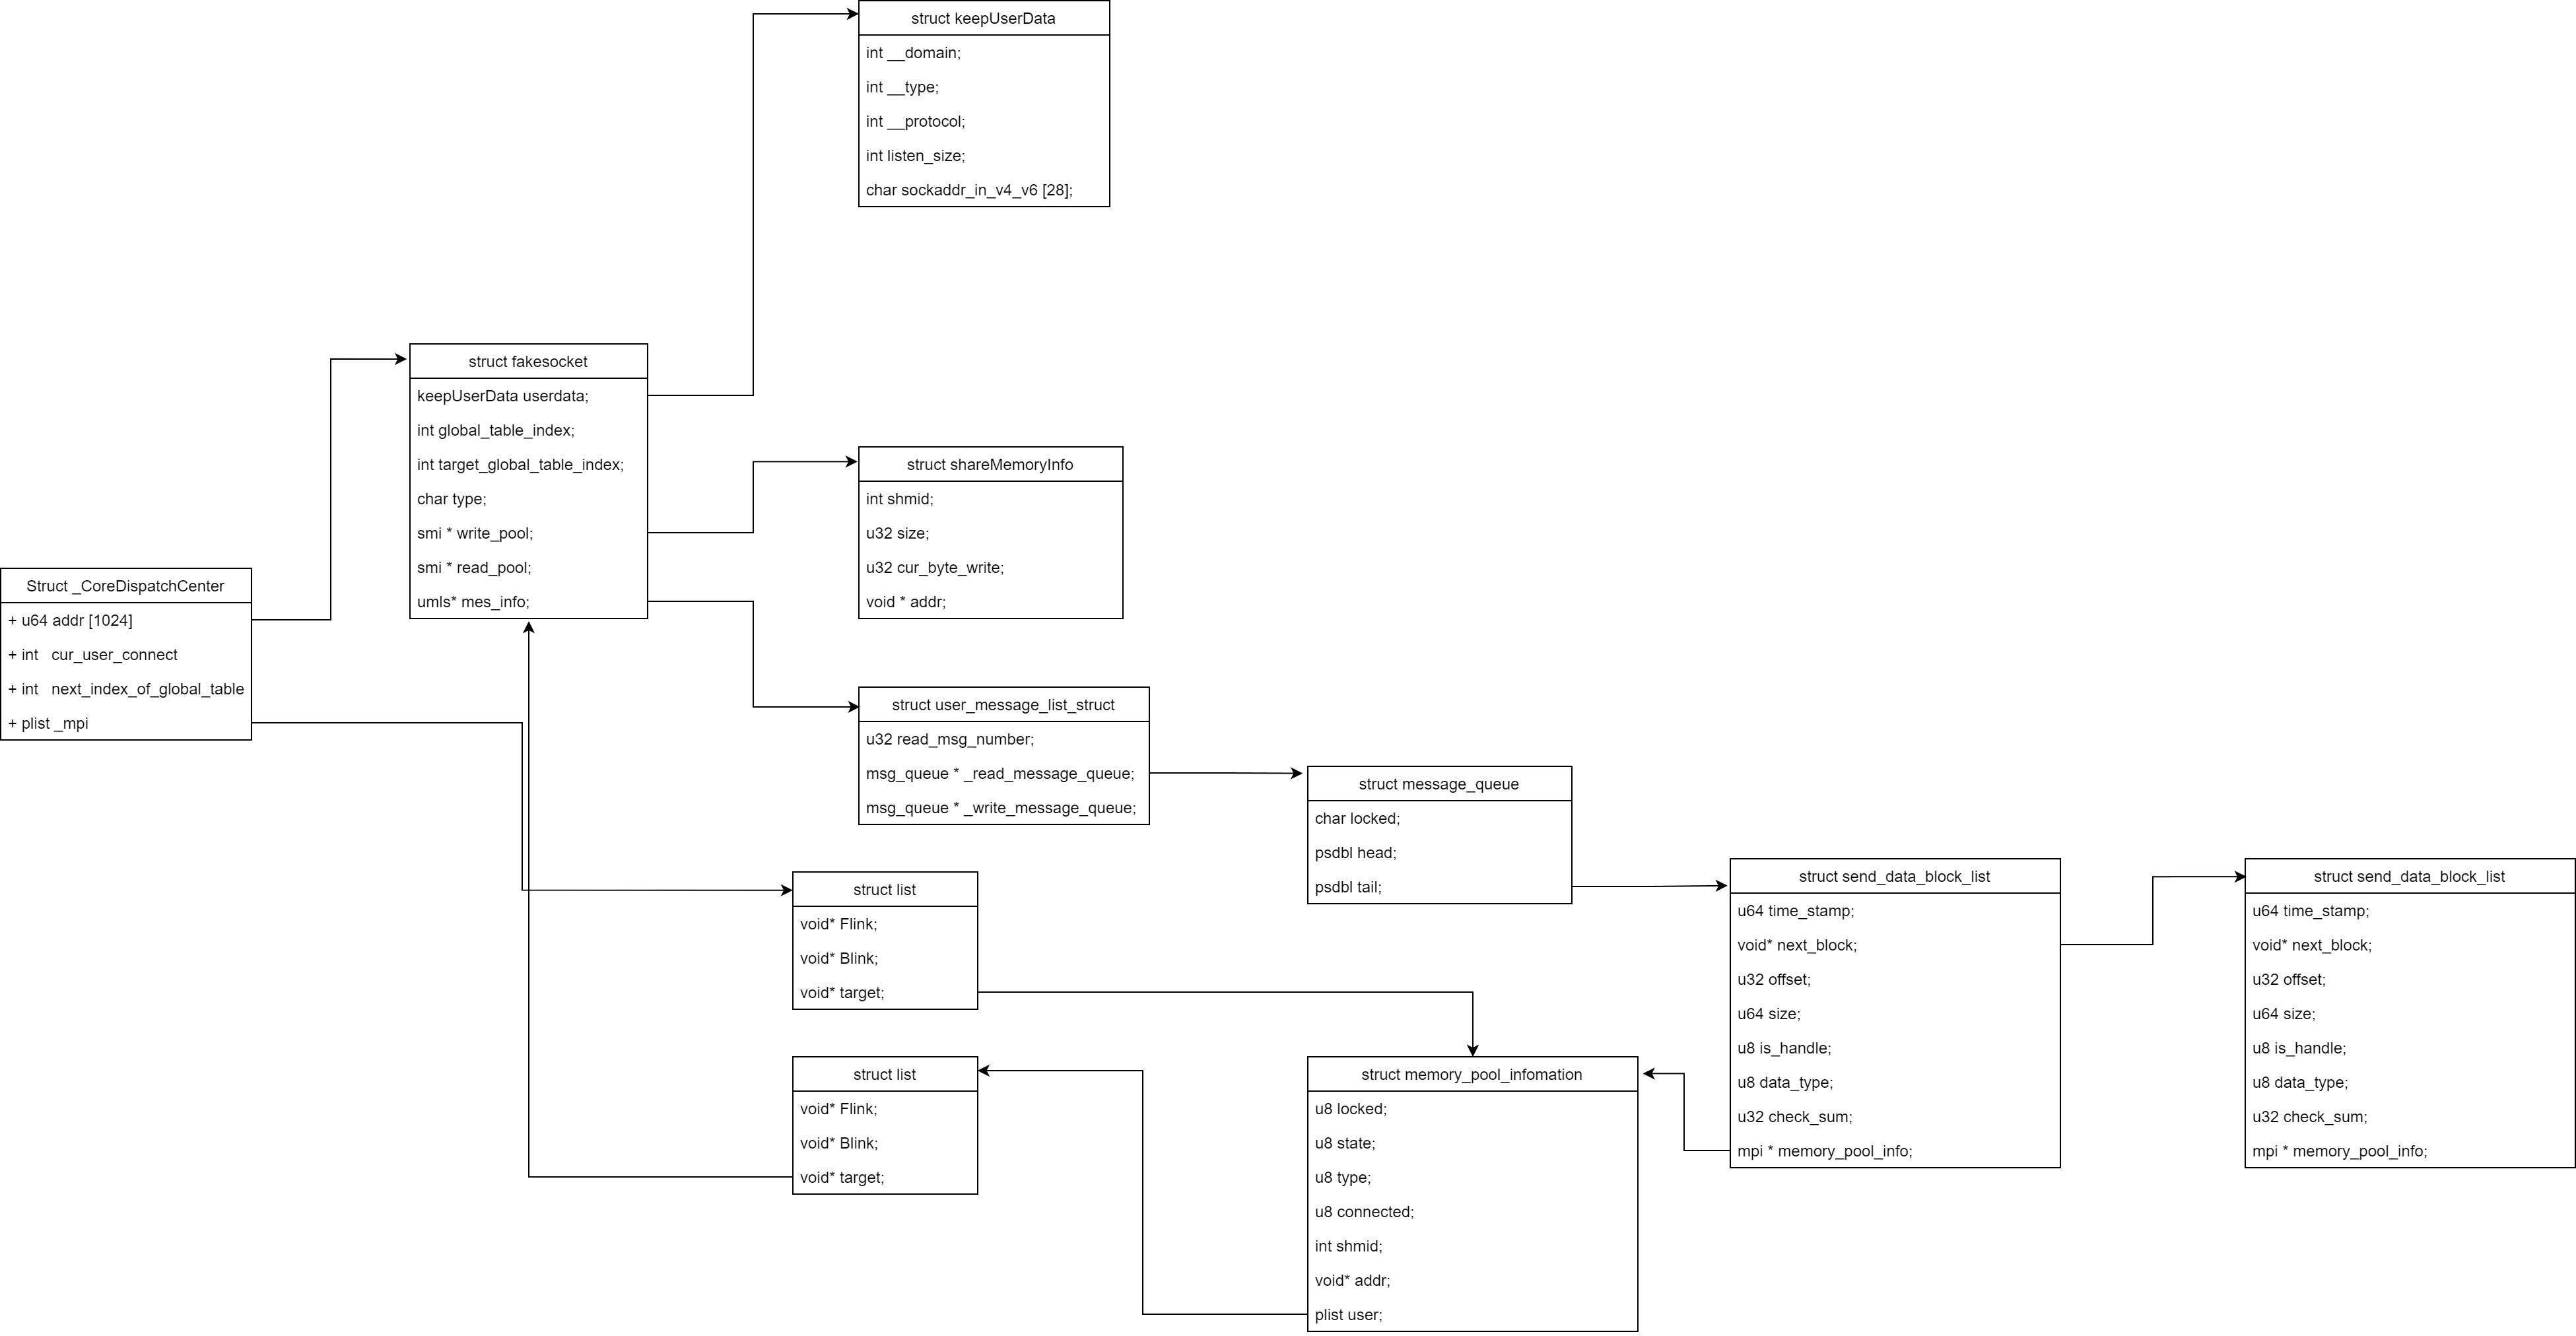 struct keepUserData
int __domain;
int __type;
int __protocol;
int listen_size;
char sockaddr_in_v4_v6 [28];
struct fakesocket
keepUserData userdata;
int global_table_index;
int target_global_table_index;
char type;
smi * write_pool;
smi * read_pool;
umls* mes_info;
struct shareMemoryInfo
int shmid;
u32 size;
u32 cur_byte_write;
void * addr;
Struct _CoreDispatchCenter
+ u64 addr [1024]
+ int cur_user_connect
+ int next_index_of_global_table
+ plist _mpi
struct user_message_list_struct
u32 read_msg_number;
msg_queue * _read_message_queue;
msg_queue * _write_message_queue;
struct message_queue
char locked;
psdbl head;
psdbl tail;
struct list
void* Flink;
void* Blink;
void* target;
struct send_data_block_list
u64 time_stamp;
void* next_block;
u32 offset;
u64 size;
u8 is_handle;
u8 data_type;
u32 check_sum;
mpi * memory_pool_info;
struct send_data_block_list
u64 time_stamp;
void* next_block;
u32 offset;
u64 size;
u8 is_handle;
u8 data_type;
u32 check_sum;
mpi * memory_pool_info;
struct list
void* Flink;
void* Blink;
void* target;
struct memory_pool_infomation
u8 locked;
u8 state;
u8 type;
u8 connected;
int shmid;
void* addr;
plist user;